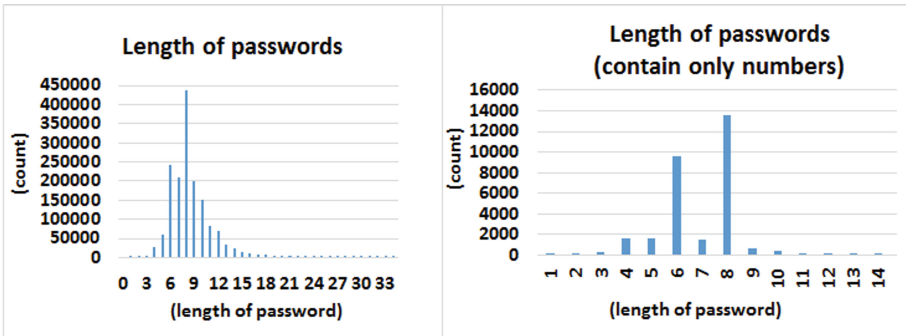 Length of passwords
450000
400000
350000
300000
250000
200000
150000
100000
50000
0
(count)
0 3 6 9 12 15 18 21 24 27 30 33
(length of password)
Length of passwords
(contain only numbers)
16000
14000
12000
10000
8000
6000
4000
2000
0
(count)
1 2 3 4 5 6 7 8 9 10 11 12 13 14
(length of password)